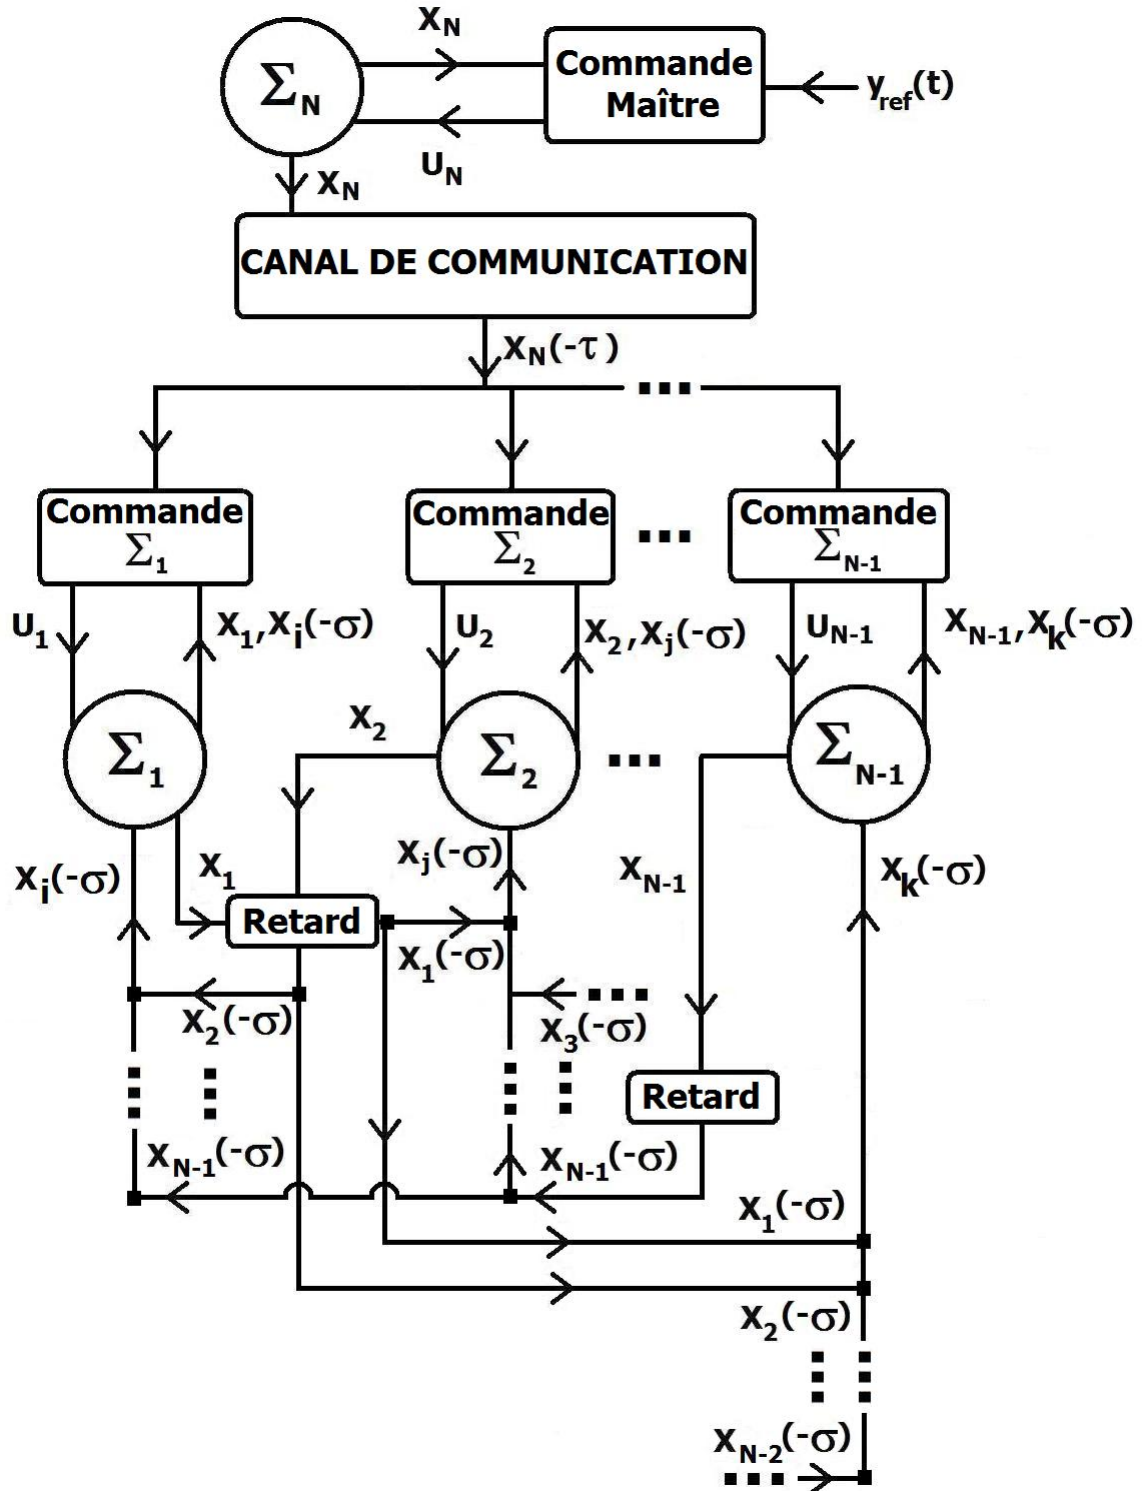 X_N
Σ_N
Commande
Maître
y_ref(t)
U_N
X_N
CANAL DE COMMUNICATION
X_N(-τ)
Commande
Σ_1
Commande
Σ_2
Commande
Σ_N-1
U_1
X_1, X_i(-σ)
U_2
X_2, X_j(-σ)
U_N-1
X_N-1, X_k(-σ)
Σ_1
X_2
Σ_2
Σ_N-1
X_i(-σ)
X_1
X_j(-σ)
X_N-1
X_k(-σ)
Retard
X_1(-σ)
X_2(-σ)
X_3(-σ)
Retard
X_N-1(-σ)
X_N-1(-σ)
X_1(-σ)
X_2(-σ)
X_N-2(-σ)